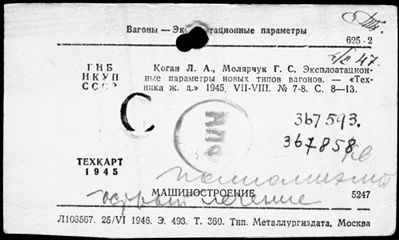 Вагоны — Эксплоатационные параметры
625-2
ГНБ
НКУП
СССР
Коган Л. А., Молярчук Г. С. Эксплоатацион-
ные параметры новых типов вагонов. — «Тех-
ника ж. д.» 1945, VII-VIII. № 7-8. С. 8—13.
С
367593.
367858
ТЕХКАРТ
1945
МАШИНОСТРОЕНИЕ
5247
Л103567. 25/VI 1946. Э. 493. Т. 360. Тип. Металлургиздата, Москва